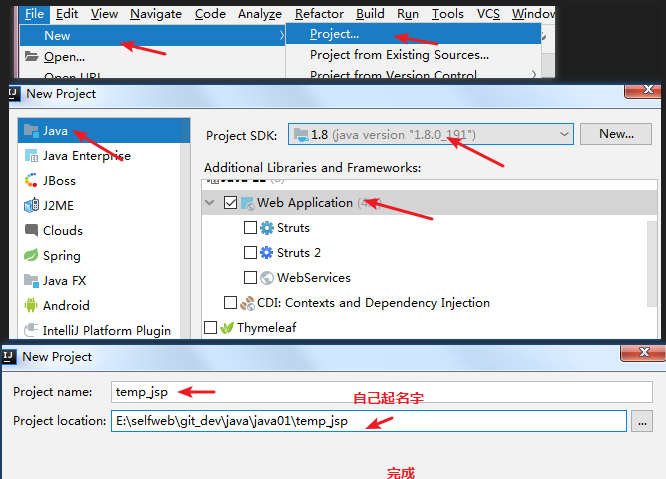 File Edit View Navigate Code Analyze Refactor Build Run Tools VCS Window
New Project...
Open... Project from Existing Sources...
Project from Version Control
New Project
Java Project SDK: 1.8 (java version "1.8.0_191") New...
Java Enterprise Additional Libraries and Frameworks:
JBoss Web Application
J2ME Struts
Clouds Struts 2
Spring WebServices
Java FX CDI: Contexts and Dependency Injection
Android Thymeleaf
IntelliJ Platform Plugin
New Project
Project name: temp_jsp 自己起名字
Project location: E:\selfweb\git_dev\java\java01\temp_jsp ...
完成